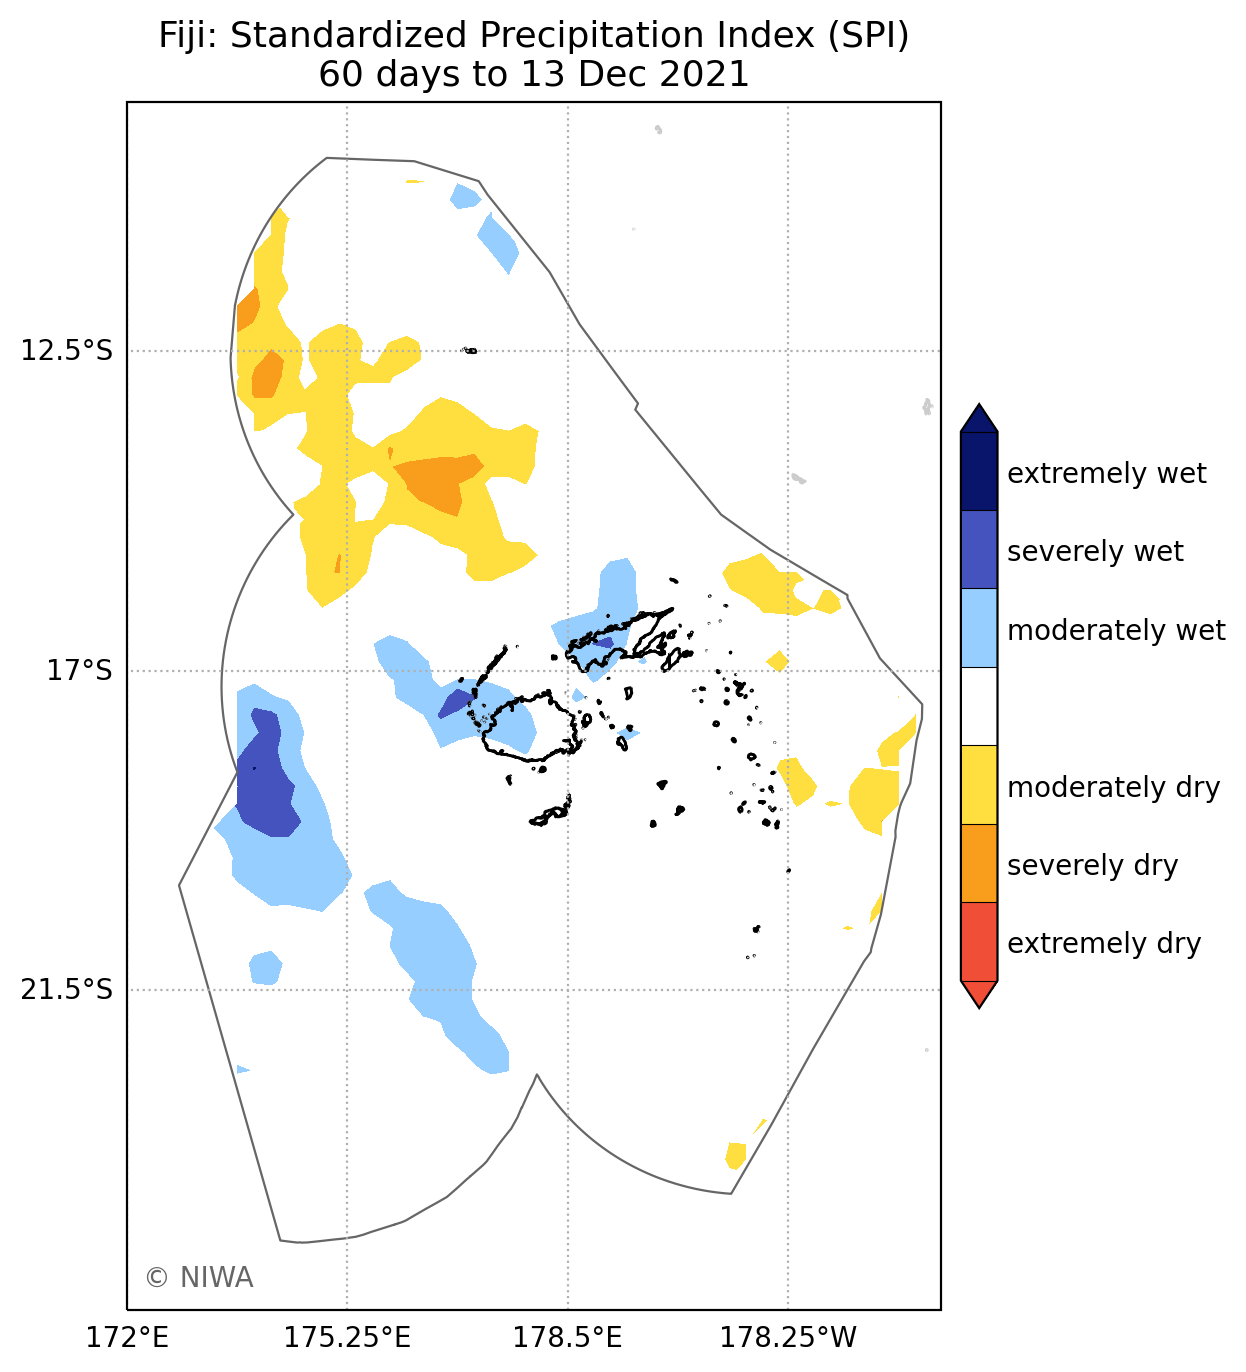 Fiji: Standardized Precipitation Index (SPI)
60 days to 13 Dec 2021
12.5°S
17°S
21.5°S
172°E
175.25°E
178.5°E
178.25°W
extremely wet
severely wet
moderately wet
moderately dry
severely dry
extremely dry
© NIWA